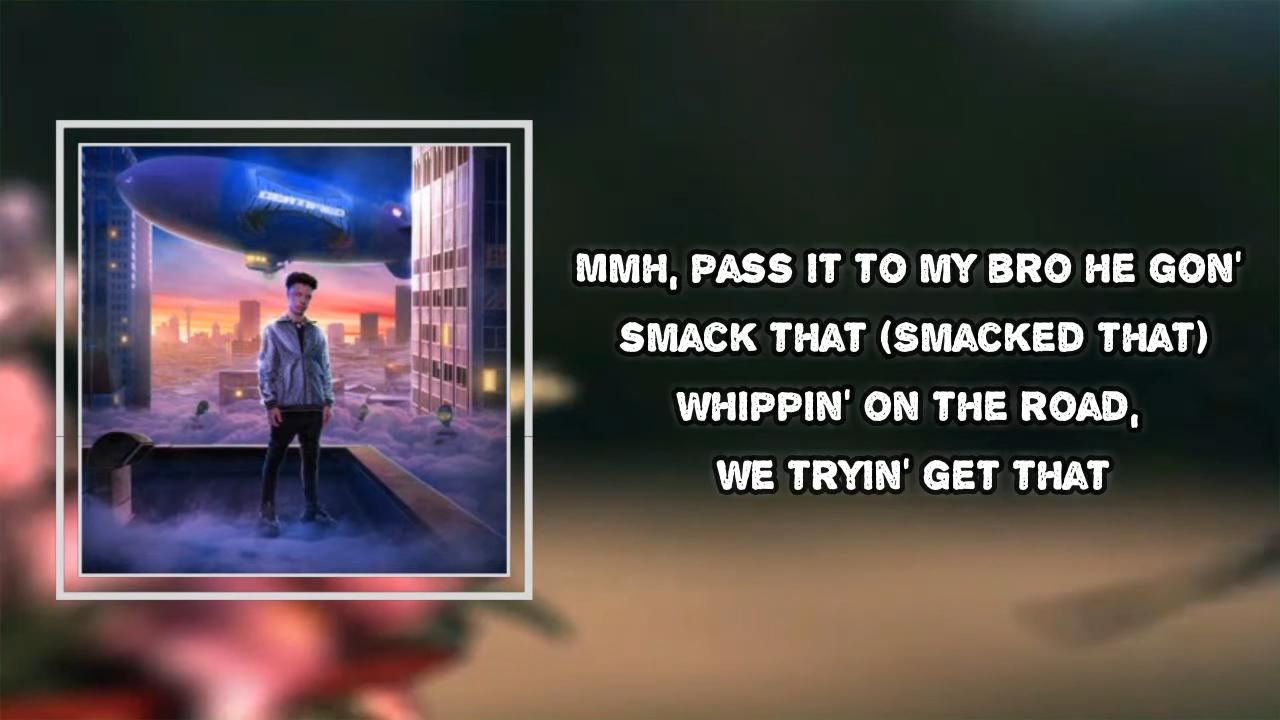 CERTIFIED
MMH, PASS IT TO MY BRO HE GON'
SMACK THAT (SMACKED THAT)
WHIPPIN' ON THE ROAD,
WE TRYIN' GET THAT